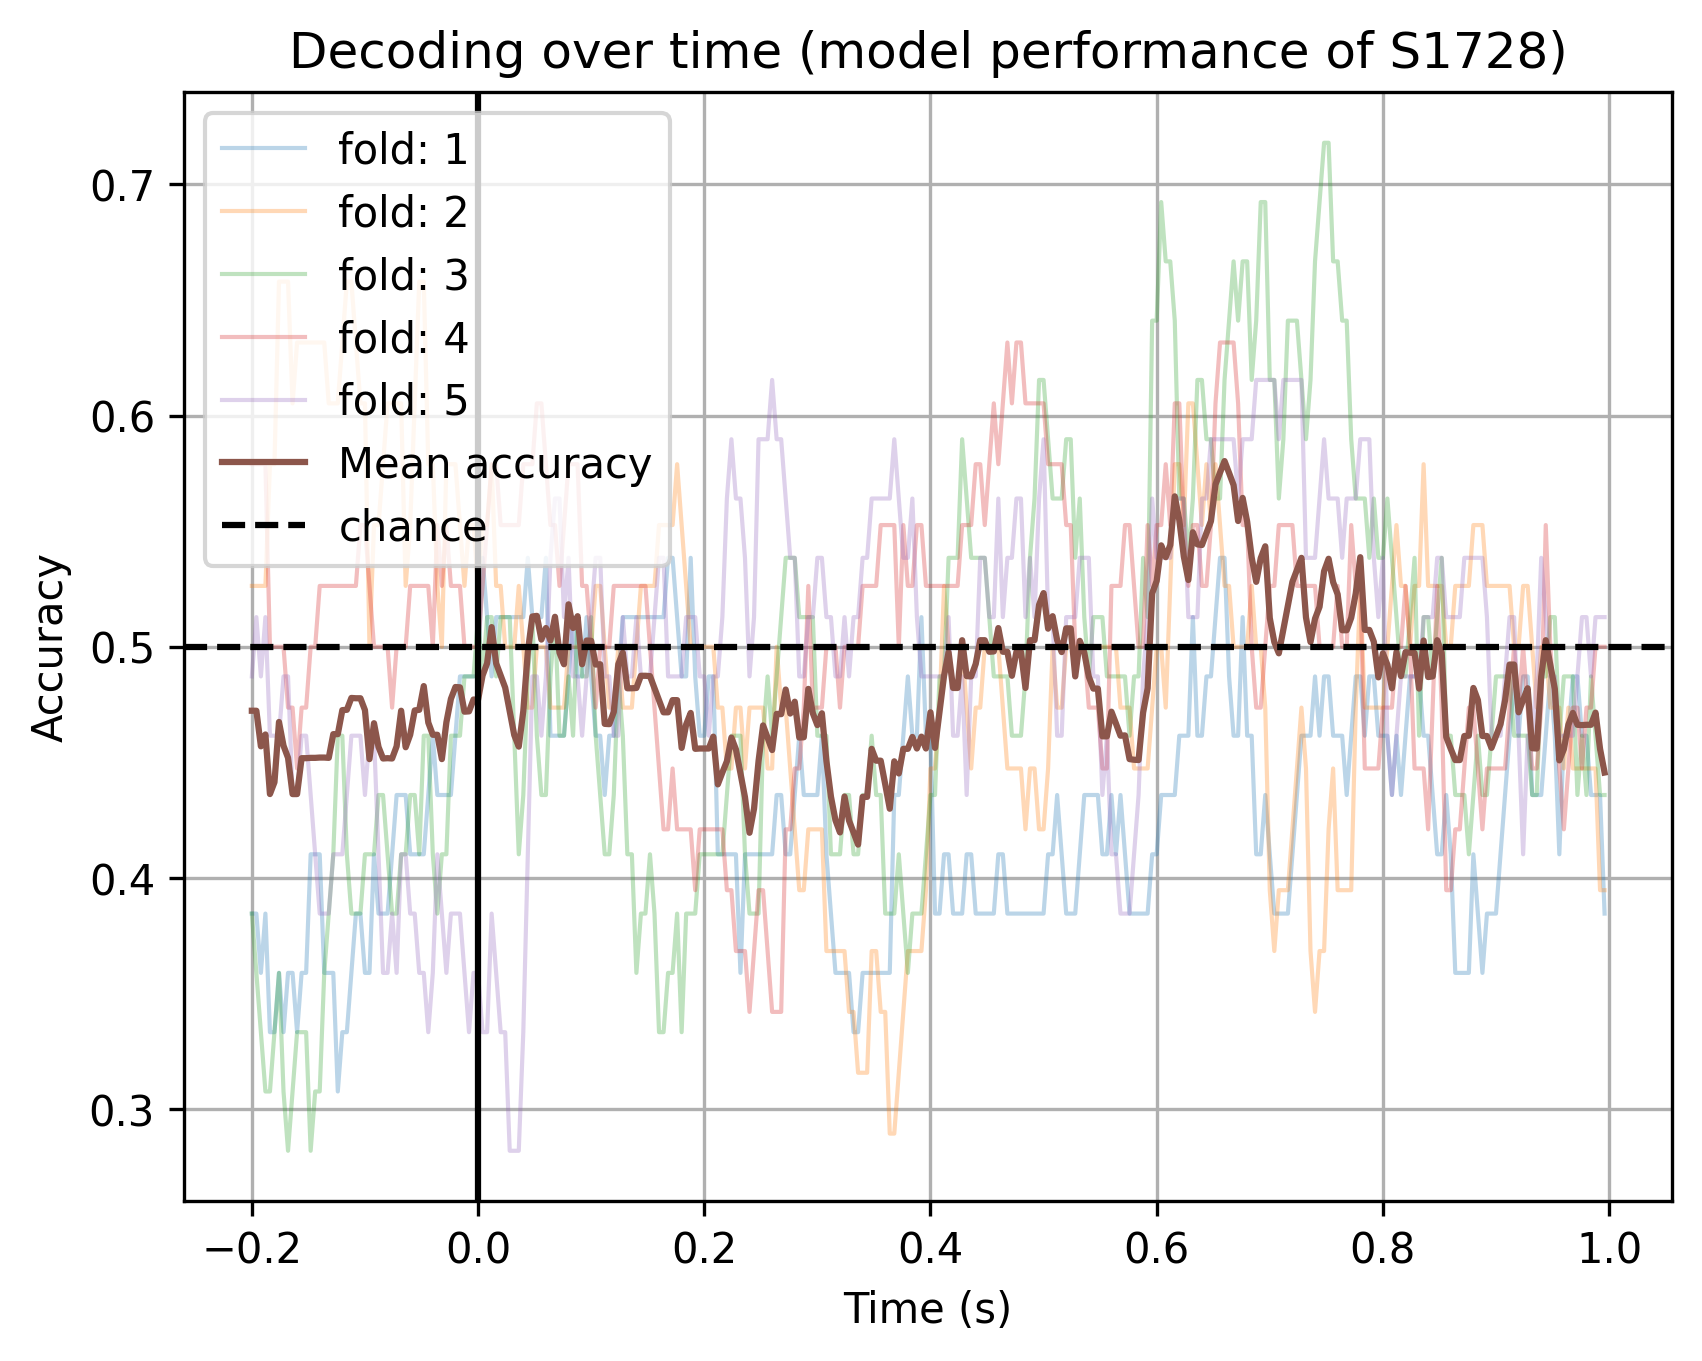 Decoding over time (model performance of S1728)
fold: 1
fold: 2
fold: 3
fold: 4
fold: 5
Mean accuracy
chance
Accuracy
0.7
0.6
0.5
0.4
0.3
−0.2 0.0 0.2 0.4 0.6 0.8 1.0
Time (s)